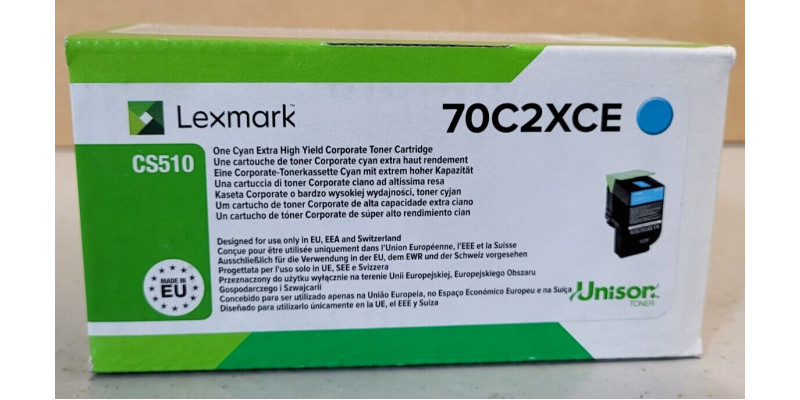 Lexmark™
70C2XCE
CS510
One Cyan Extra High Yield Corporate Toner Cartridge
Une cartouche de toner Corporate cyan extra haut rendement
Eine Corporate-Tonerkassette Cyan mit extrem hoher Kapazität
Una cartuccia di toner Corporate ciano ad altissima resa
Kaseta Corporate o bardzo wysokiej wydajności, toner cyjan
Um cartucho de toner Corporate de alta capacidade extra ciano
Un cartucho de tóner Corporate de súper alto rendimiento cian
Designed for use only in EU, EEA and Switzerland
Conçue pour être utilisée uniquement dans l'Union Européenne, l'EEE et la Suisse
Ausschließlich für die Verwendung in der EU, dem EWR und der Schweiz vorgesehen
Progettata per l'uso solo in UE, SEE e Svizzera
Przeznaczony do użytku wyłącznie na terenie Unii Europejskiej, Europejskiego Obszaru
Gospodarczego i Szwajcarii
Concebido para ser utilizado apenas na União Europeia, no Espaço Económico Europeu e na Suíça
Diseñado para utilizarlo únicamente en la UE, el EEE y Suiza
MADE IN
EU
Unison™
TONER